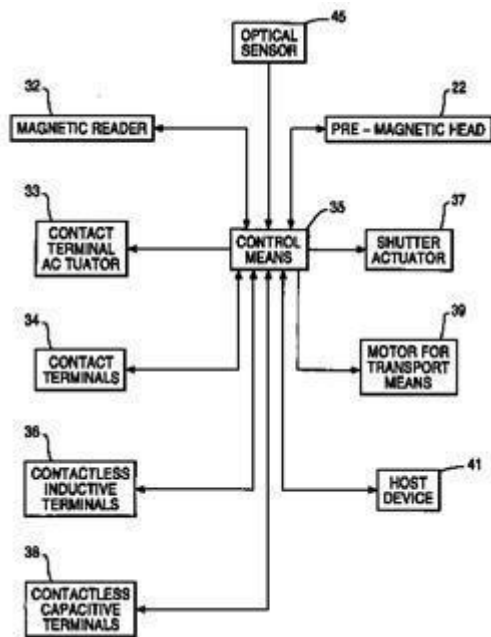 45
OPTICAL
SENSOR
32
MAGNETIC READER
22
PRE – MAGNETIC HEAD
33
CONTACT
TERMINAL
AC TUATOR
35
CONTROL
MEANS
37
SHUTTER
ACTUATOR
34
CONTACT
TERMINALS
39
MOTOR FOR
TRANSPORT
MEANS
36
CONTACTLESS
INDUCTIVE
TERMINALS
41
HOST
DEVICE
38
CONTACTLESS
CAPACITIVE
TERMINALS